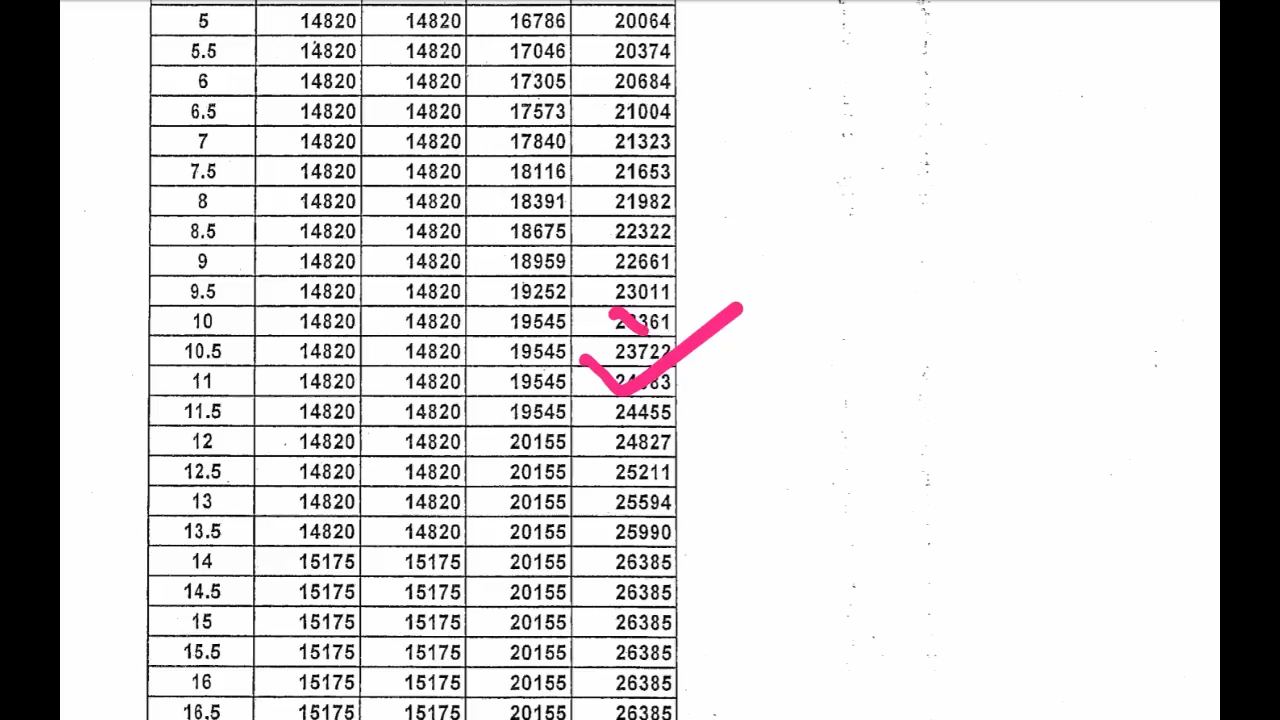 5 14820 14820 16786 20064
5.5 14820 14820 17046 20374
6 14820 14820 17305 20684
6.5 14820 14820 17573 21004
7 14820 14820 17840 21323
7.5 14820 14820 18116 21653
8 14820 14820 18391 21982
8.5 14820 14820 18675 22322
9 14820 14820 18959 22661
9.5 14820 14820 19252 23011
10 14820 14820 19545
10.5 14820 14820 19545 23722
11 14820 14820 19545
11.5 14820 14820 19545 24455
12 14820 14820 20155 24827
12.5 14820 14820 20155 25211
13 14820 14820 20155 25594
13.5 14820 14820 20155 25990
14 15175 15175 20155 26385
14.5 15175 15175 20155 26385
15 15175 15175 20155 26385
15.5 15175 15175 20155 26385
16 15175 15175 20155 26385
16.5 15175 15175 20155 26385